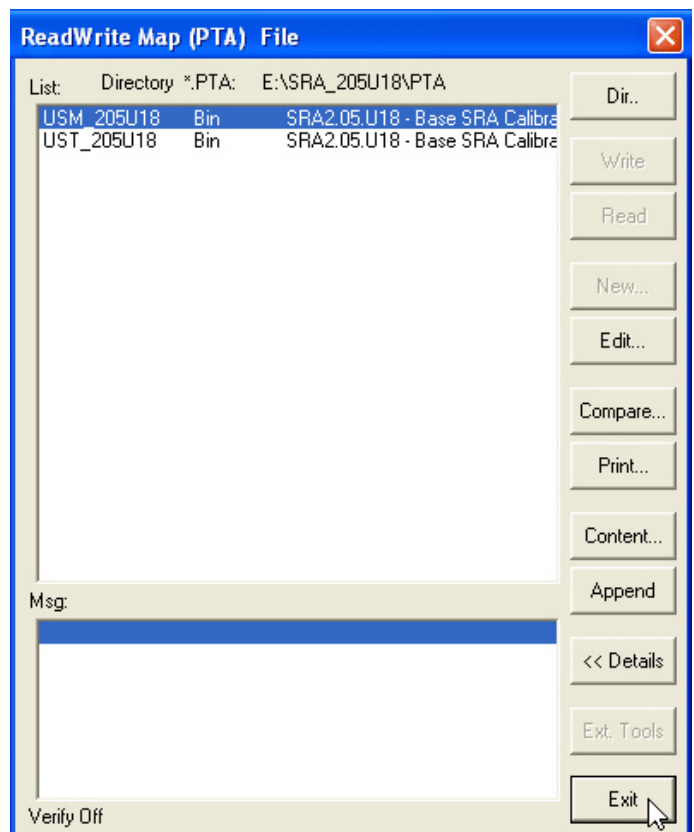 ReadWrite Map (PTA) File
List: Directory *.PTA: E:\SRA_205U18\PTA
USM_205U18 Bin SRA2.05.U18 - Base SRA Calibra
UST_205U18 Bin SRA2.05.U18 - Base SRA Calibra
Dir..
Write
Read
New...
Edit...
Compare...
Print...
Content...
Append
<< Details
Ext. Tools
Exit
Msg:
Verify Off